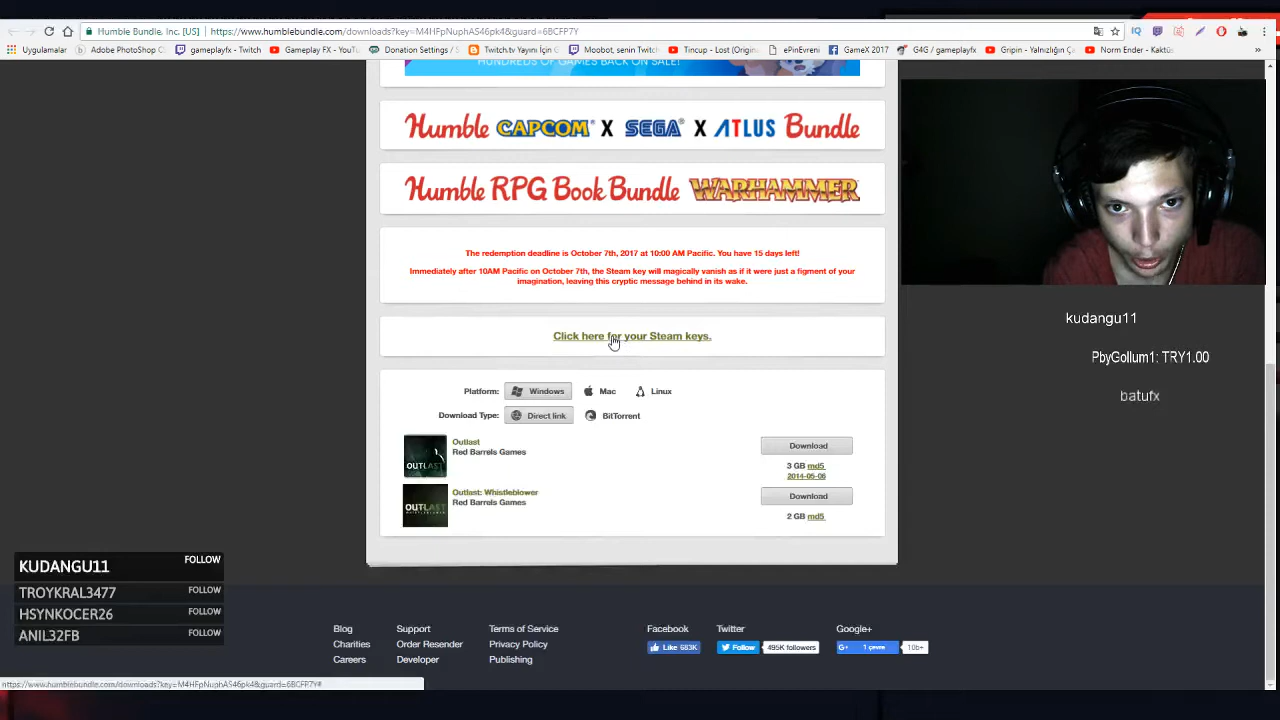 Humble Bundle, Inc. [US]
https://www.humblebundle.com/downloads?key=M4HFpNuphAS46pk4&guard=6BCFP7Y
Uygulamalar
Adobe PhotoShop C
gameplayfx - Twitch
Gameplay FX - YouT
Donation Settings / S
Twitch.tv Yayını İçin G
Moobot, senin Twitch
Tincup - Lost (Origina
ePinEvreni
GameX 2017
G4G / gameplayfx
Gripin - Yalnızlığın Ça
Norm Ender - Kaktüs
HUNDREDS OF GAMES BACK ON SALE!
Humble CAPCOM X SEGA X ATLUS Bundle
Humble RPG Book Bundle WARHAMMER
The redemption deadline is October 7th, 2017 at 10:00 AM Pacific. You have 15 days left!
Immediately after 10AM Pacific on October 7th, the Steam key will magically vanish as if it were just a figment of your
imagination, leaving this cryptic message behind in its wake.
Click here for your Steam keys.
Platform: Windows Mac Linux
Download Type: Direct link BitTorrent
Outlast
Red Barrels Games
Download
3 GB md5
2014-05-06
Outlast: Whistleblower
Red Barrels Games
Download
2 GB md5
OUTLAST
OUTLAST
kudangu11
PbyGollum1: TRY1.00
batufx
KUDANGU11 FOLLOW
TROYKRAL3477 FOLLOW
HSYNKOCER26 FOLLOW
ANIL32FB FOLLOW
Blog
Charities
Careers
Support
Order Resender
Developer
Terms of Service
Privacy Policy
Publishing
Facebook
Like 683K
Twitter
Follow 495K followers
Google+
10b+
https://www.humblebundle.com/downloads?key=M4HFpNuphAS46pk4&guard=6BCFP7Y#